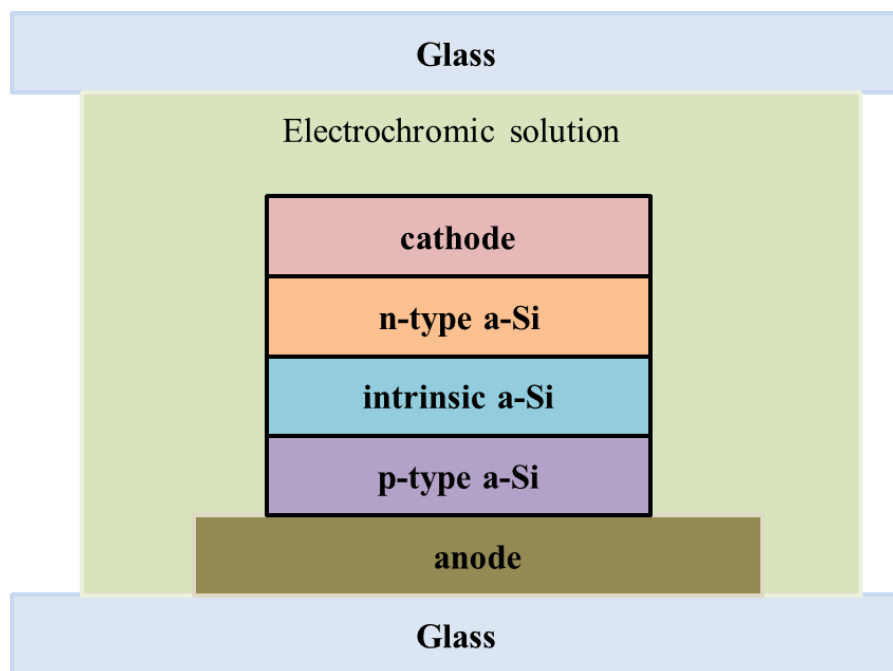 Glass
Electrochromic solution
cathode
n-type a-Si
intrinsic a-Si
p-type a-Si
anode
Glass